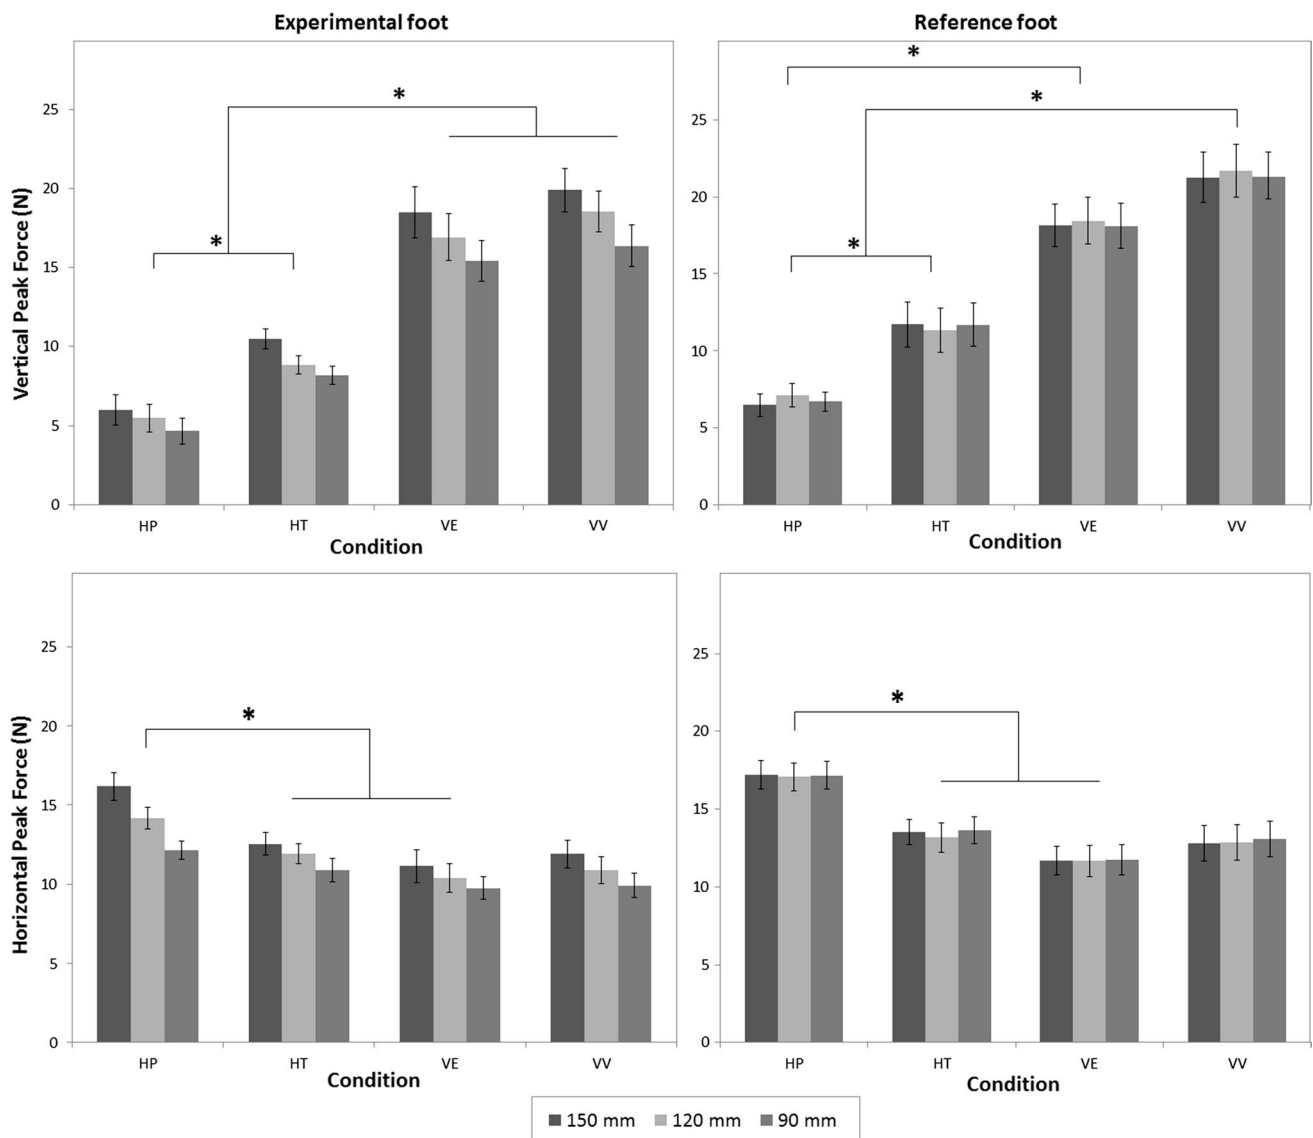 Experimental foot
Reference foot
Vertical Peak Force (N)
25
20
15
10
5
0
*
*
HP HT VE VV
Condition
25
20
15
10
5
0
*
*
*
HP HT VE VV
Condition
Horizontal Peak Force (N)
25
20
15
10
5
0
*
HP HT VE VV
Condition
25
20
15
10
5
0
*
HP HT VE VV
Condition
150 mm 120 mm 90 mm